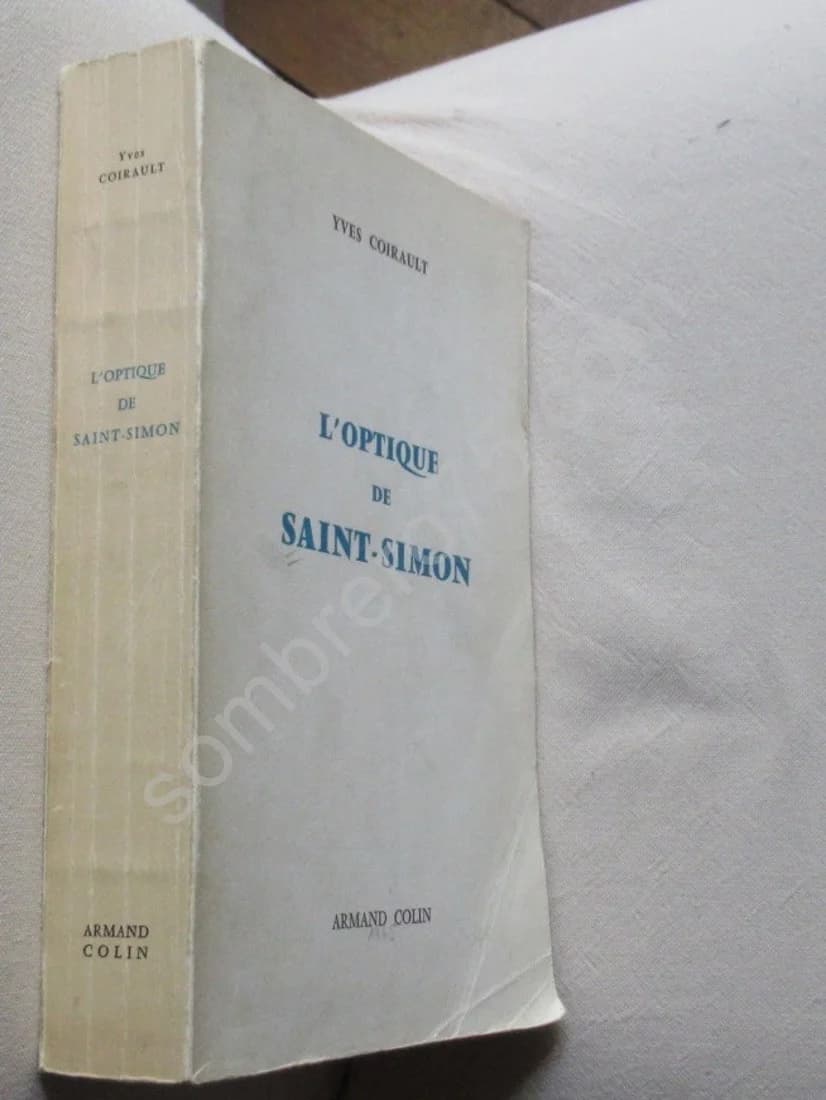 Yves
COIRAULT
L'OPTIQUE
DE
SAINT-SIMON
ARMAND
COLIN
YVES COIRAULT
L'OPTIQUE
DE
SAINT-SIMON
ARMAND COLIN